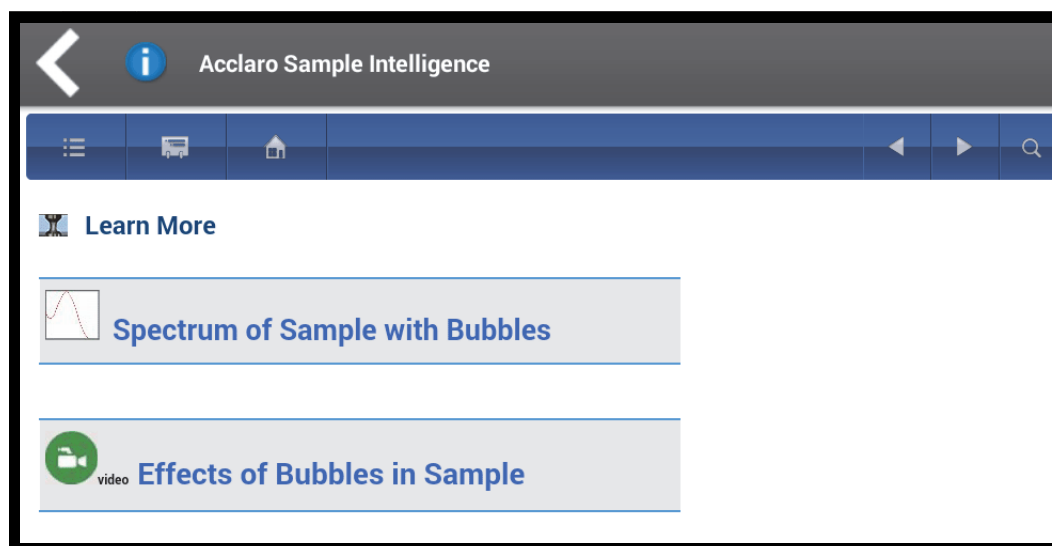 Acclaro Sample Intelligence
Learn More
Spectrum of Sample with Bubbles
video Effects of Bubbles in Sample